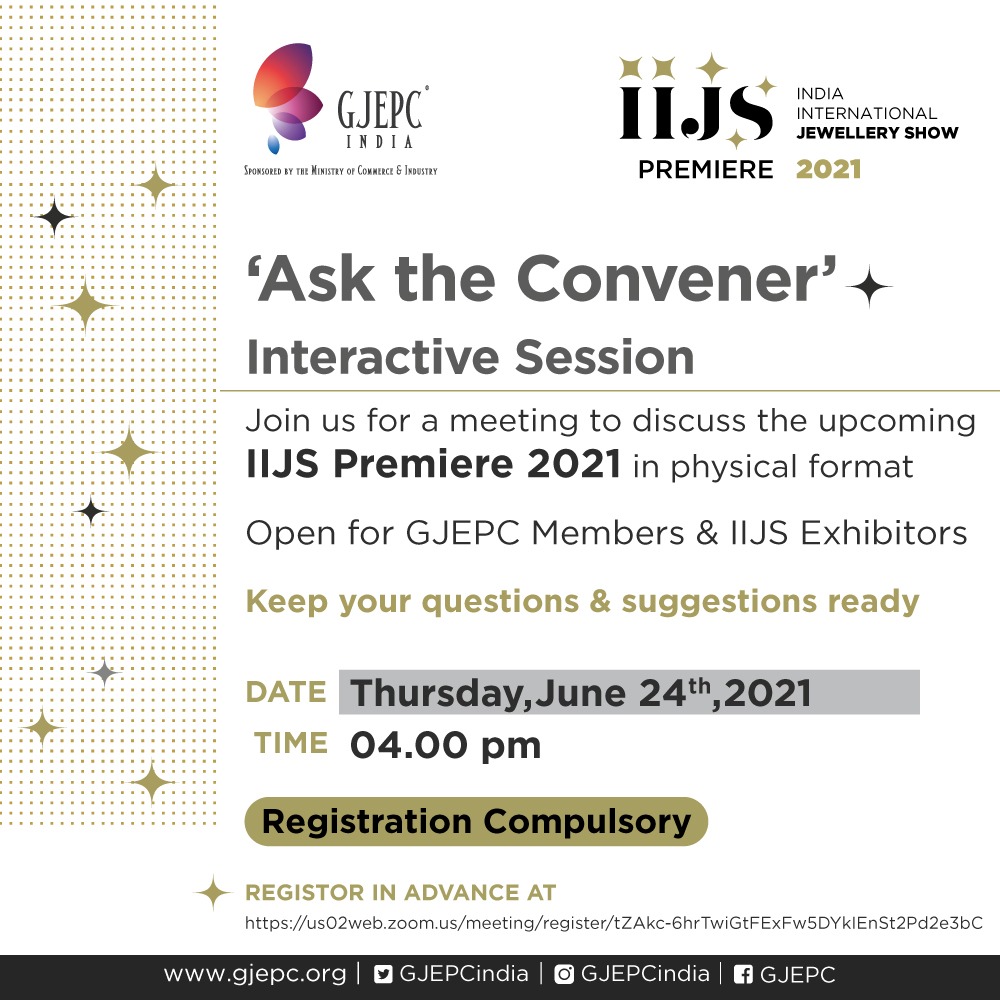 GJEPC®
INDIA
SPONSORED BY THE MINISTRY OF COMMERCE & INDUSTRY
IIJS
PREMIERE
INDIA
INTERNATIONAL
JEWELLERY SHOW
2021
‘Ask the Convener’
Interactive Session
Join us for a meeting to discuss the upcoming
IIJS Premiere 2021 in physical format
Open for GJEPC Members & IIJS Exhibitors
Keep your questions & suggestions ready
DATE Thursday,June 24th,2021
TIME 04.00 pm
Registration Compulsory
REGISTOR IN ADVANCE AT
https://us02web.zoom.us/meeting/register/tZAkc-6hrTwiGtFExFw5DYklEnSt2Pd2e3bC
www.gjepc.org | GJEPCindia | GJEPCindia | GJEPC